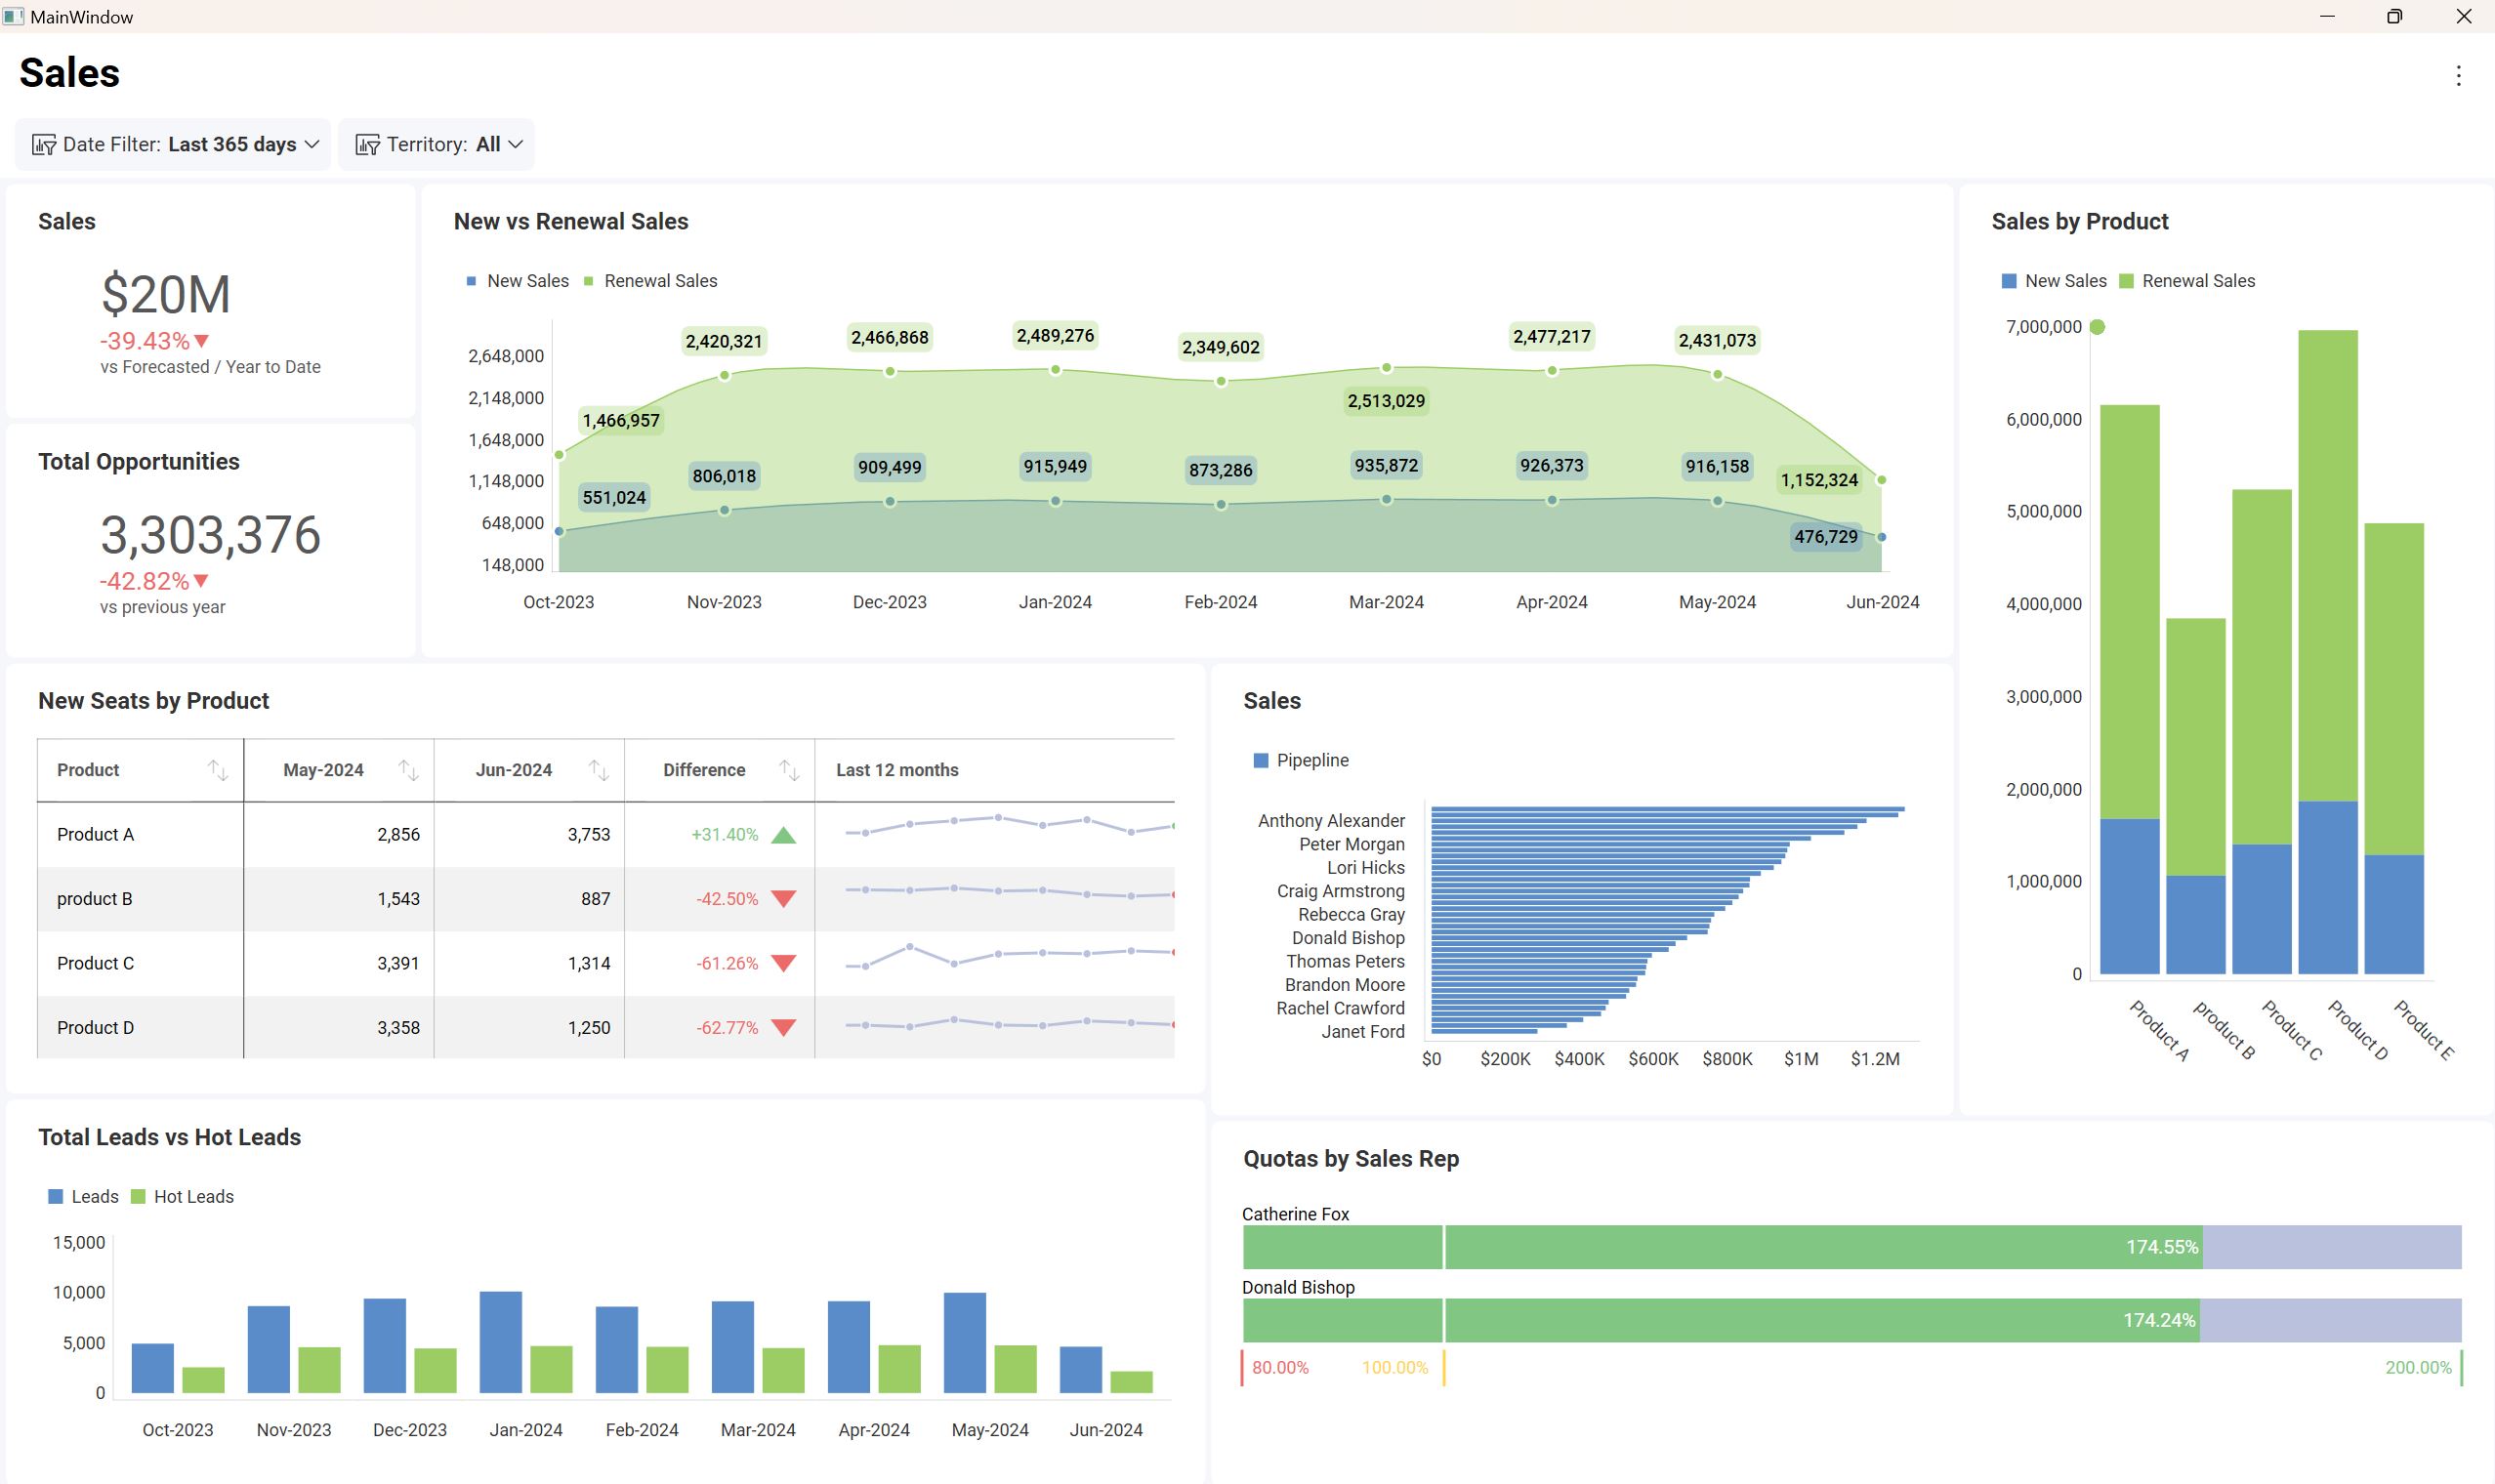 MainWindow
Sales
Date Filter: Last 365 days
Territory: All
Sales
$20M
-39.43%
vs Forecasted / Year to Date
Total Opportunities
3,303,376
-42.82%
vs previous year
New vs Renewal Sales
New Sales Renewal Sales
2,648,000
2,148,000
1,648,000
1,148,000
648,000
148,000
1,466,957
2,420,321
2,466,868
2,489,276
2,349,602
2,513,029
2,477,217
2,431,073
1,152,324
551,024
806,018
909,499
915,949
873,286
935,872
926,373
916,158
476,729
Oct-2023 Nov-2023 Dec-2023 Jan-2024 Feb-2024 Mar-2024 Apr-2024 May-2024 Jun-2024
Sales by Product
New Sales Renewal Sales
7,000,000
6,000,000
5,000,000
4,000,000
3,000,000
2,000,000
1,000,000
0
Product A
product B
Product C
Product D
Product E
New Seats by Product
Product May-2024 Jun-2024 Difference Last 12 months
Product A 2,856 3,753 +31.40%
product B 1,543 887 -42.50%
Product C 3,391 1,314 -61.26%
Product D 3,358 1,250 -62.77%
Sales
Pipepline
Anthony Alexander
Peter Morgan
Lori Hicks
Craig Armstrong
Rebecca Gray
Donald Bishop
Thomas Peters
Brandon Moore
Rachel Crawford
Janet Ford
$0 $200K $400K $600K $800K $1M $1.2M
Total Leads vs Hot Leads
Leads Hot Leads
15,000
10,000
5,000
0
Oct-2023 Nov-2023 Dec-2023 Jan-2024 Feb-2024 Mar-2024 Apr-2024 May-2024 Jun-2024
Quotas by Sales Rep
Catherine Fox
174.55%
Donald Bishop
174.24%
80.00% 100.00% 200.00%